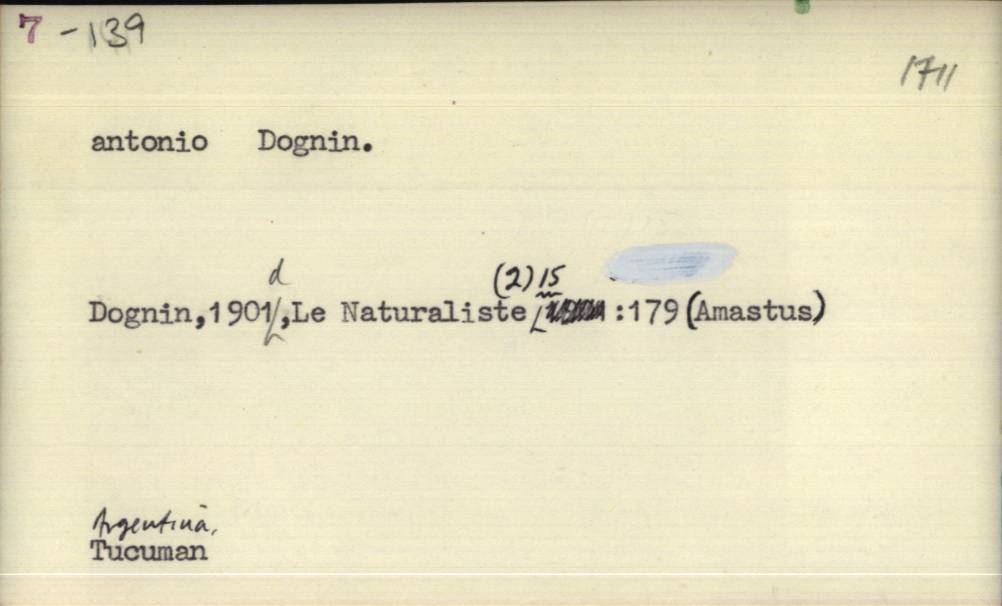 7 -139
1711
antonio Dognin.
d (2) 15
Dognin,1901,Le Naturaliste :179 (Amastus)
Argentina,
Tucuman